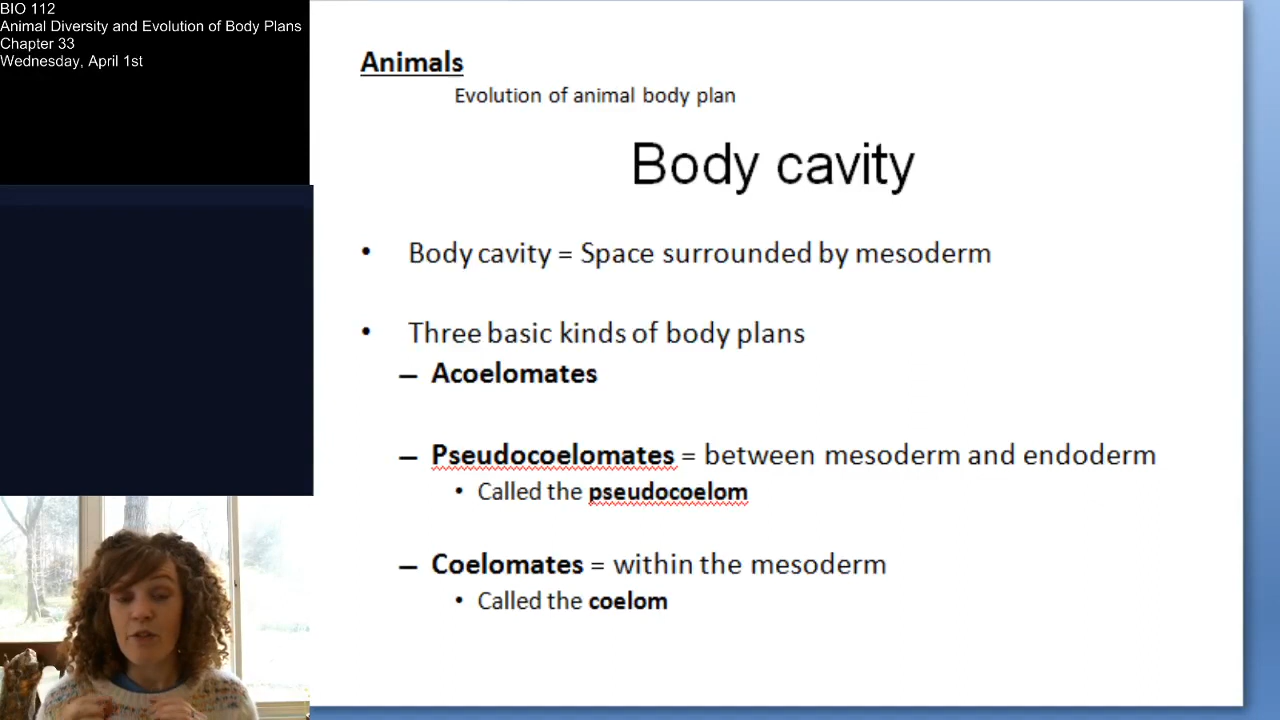 BIO 112
Animal Diversity and Evolution of Body Plans
Chapter 33
Wednesday, April 1st
Animals
Evolution of animal body plan
Body cavity
• Body cavity = Space surrounded by mesoderm
• Three basic kinds of body plans
– Acoelomates
– Pseudocoelomates = between mesoderm and endoderm
• Called the pseudocoelom
– Coelomates = within the mesoderm
• Called the coelom